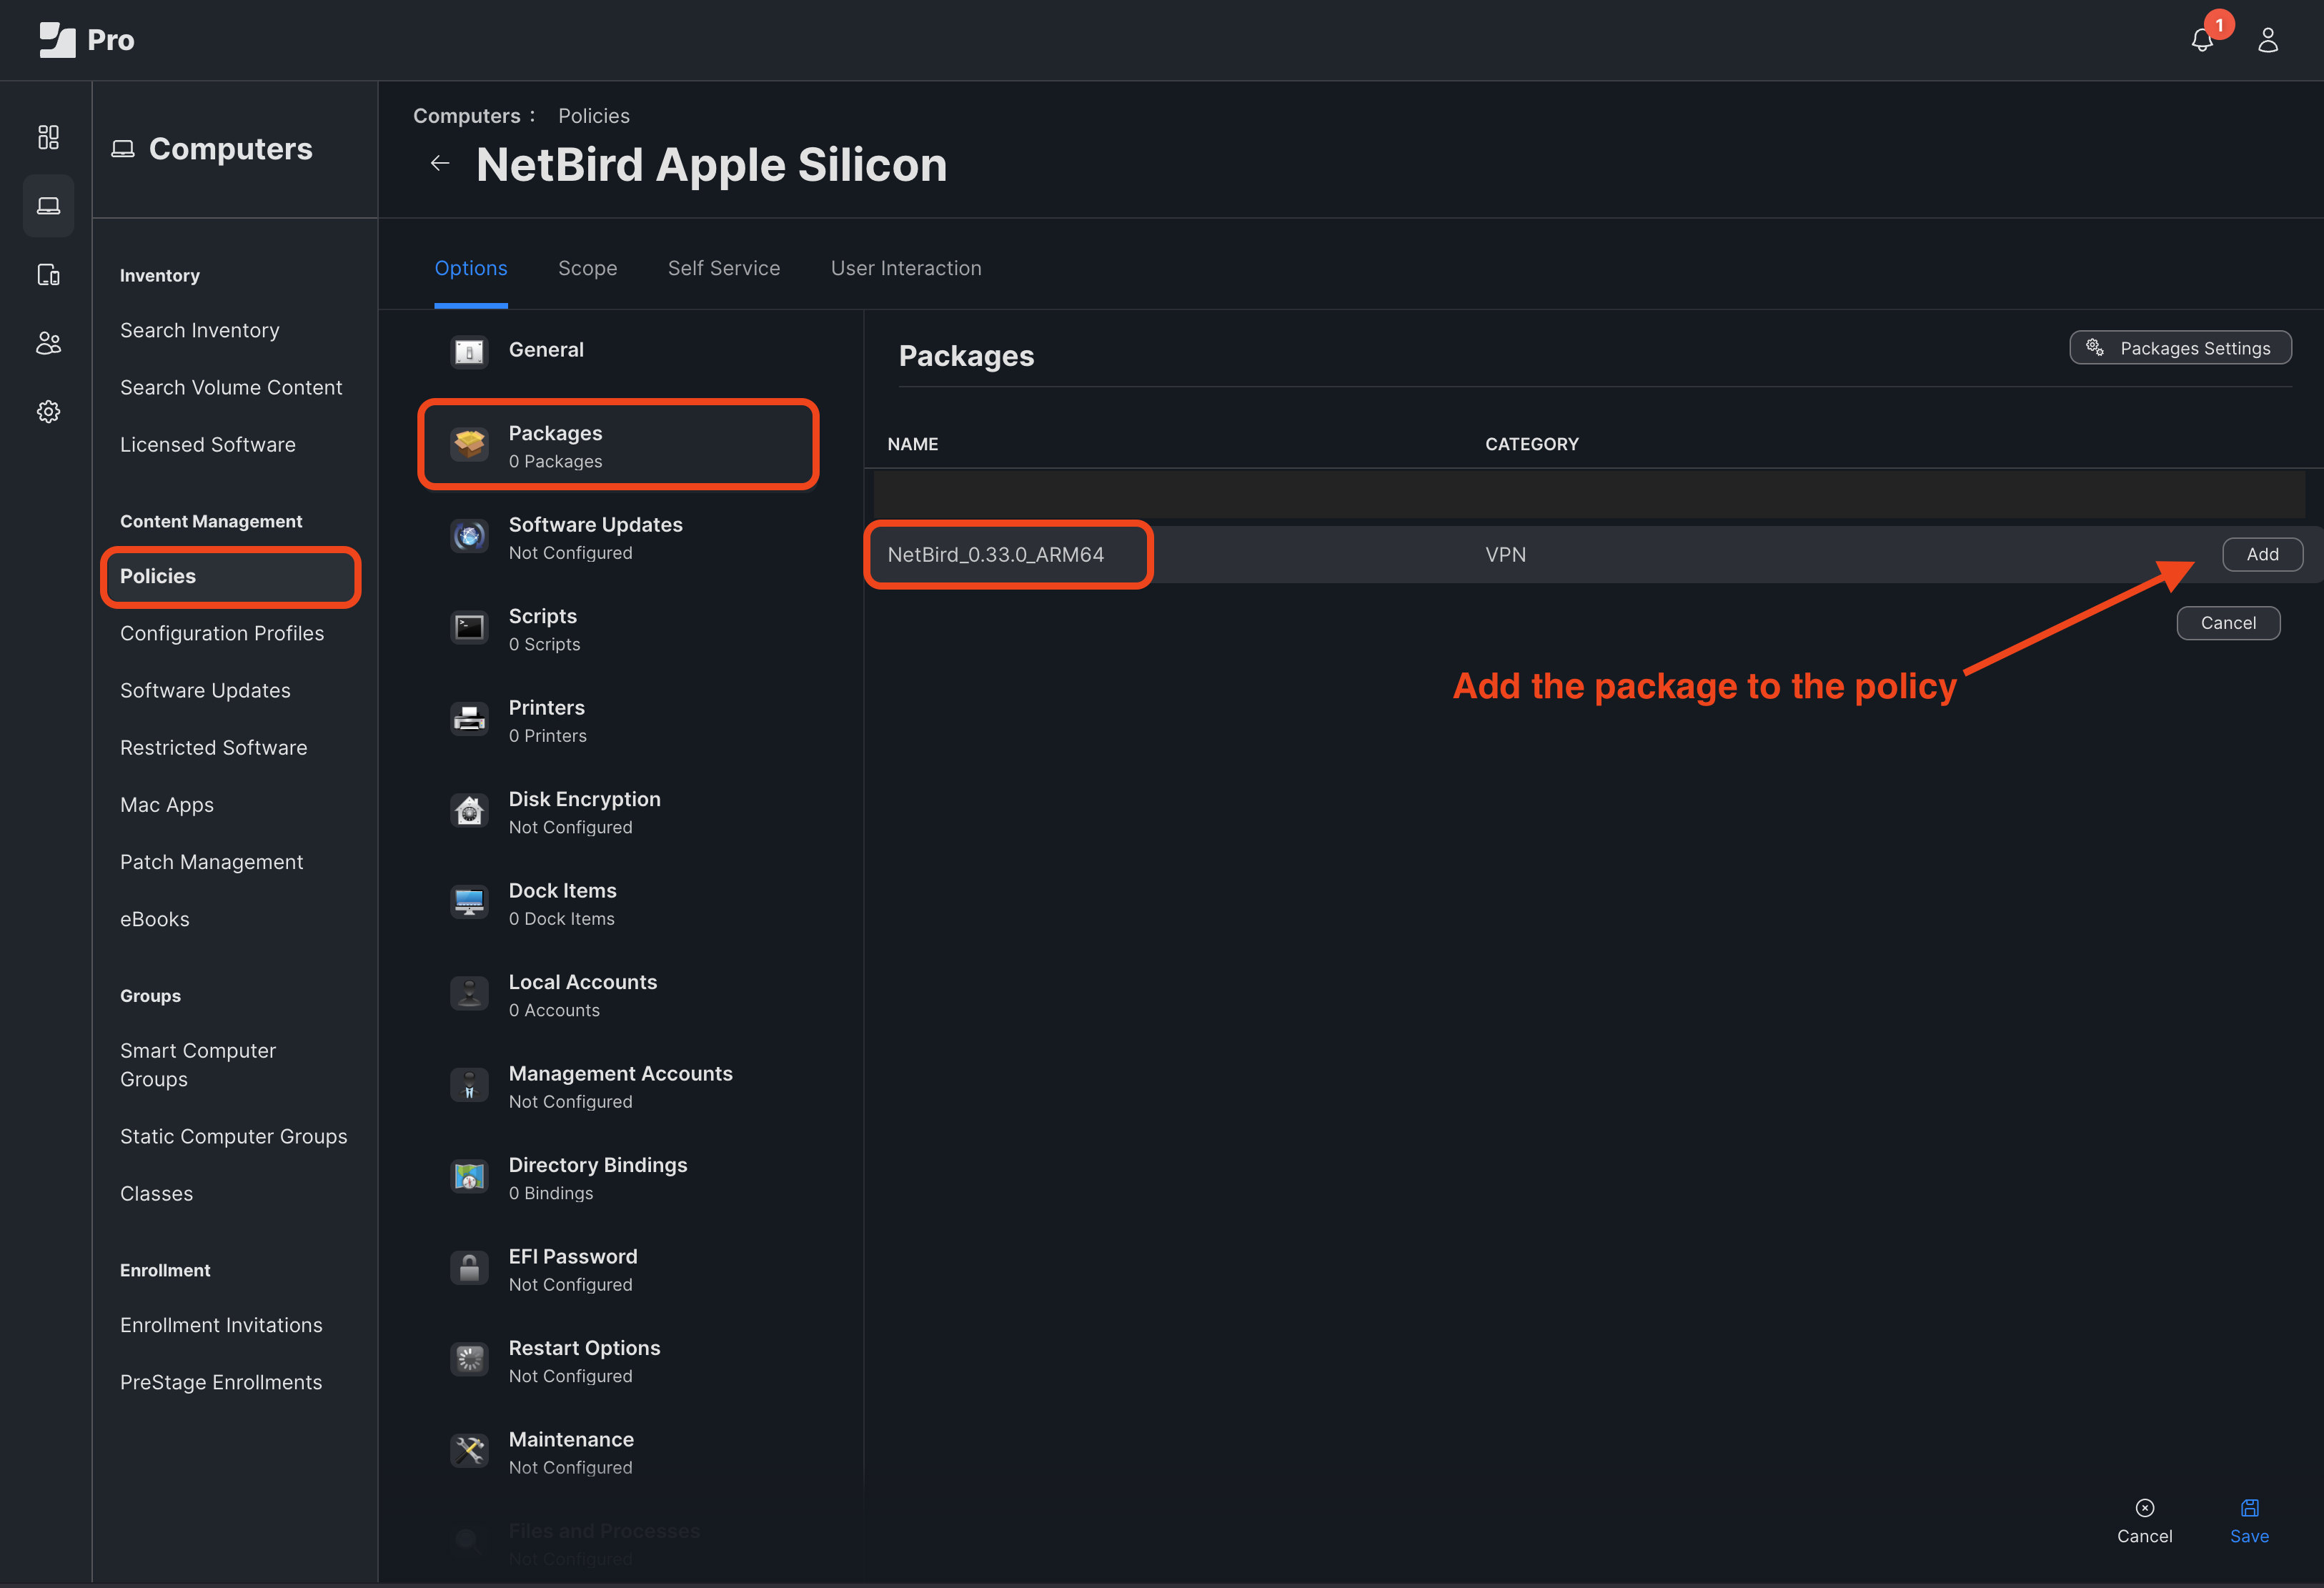 Pro
1
Computers
Inventory
Search Inventory
Search Volume Content
Licensed Software
Content Management
Policies
Configuration Profiles
Software Updates
Restricted Software
Mac Apps
Patch Management
eBooks
Groups
Smart Computer
Groups
Static Computer Groups
Classes
Enrollment
Enrollment Invitations
PreStage Enrollments
Computers : Policies
NetBird Apple Silicon
Options Scope Self Service User Interaction
General
Packages
0 Packages
Software Updates
Not Configured
Scripts
0 Scripts
Printers
0 Printers
Disk Encryption
Not Configured
Dock Items
0 Dock Items
Local Accounts
0 Accounts
Management Accounts
Not Configured
Directory Bindings
0 Bindings
EFI Password
Not Configured
Restart Options
Not Configured
Maintenance
Not Configured
Files and Processes
Not Configured
Packages
Packages Settings
NAME CATEGORY
NetBird_0.33.0_ARM64 VPN Add
Cancel
Add the package to the policy
Cancel Save